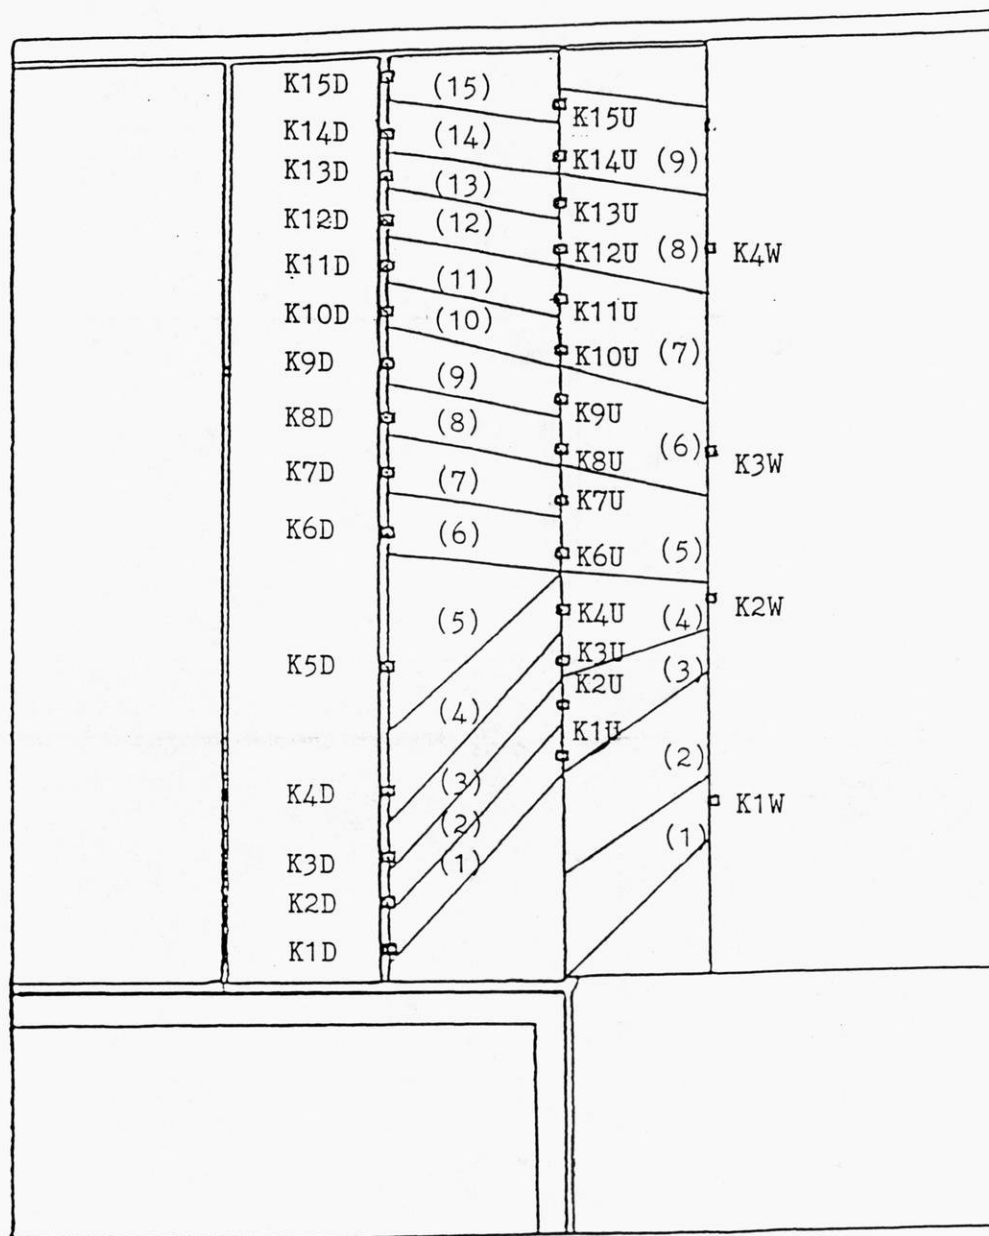 K15D (15)
K15U
K14D (14) K14U (9)
K13D (13)
K13U
K12D (12)
K12U (8) K4W
K11D (11)
K11U
K10D (10)
K10U (7)
K9D (9)
K9U
K8D (8)
K8U (6) K3W
K7D (7)
K7U
K6D (6)
K6U (5)
K2W
(5) K4U (4)
K5D K3U (3)
K2U
(4) K1U
(2)
K4D (3) K1W
(2) (1)
K3D (1)
K2D
K1D